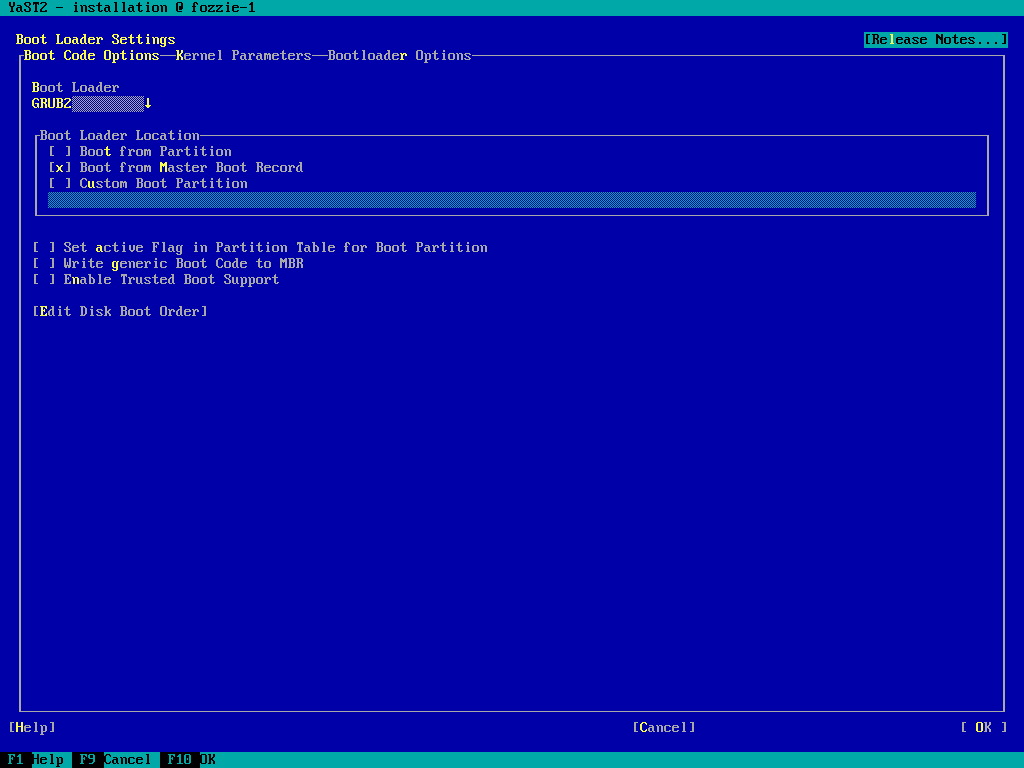 YaST2 - installation @ fozzie-1
Boot Loader Settings [Release Notes...]
Boot Code Options Kernel Parameters Bootloader Options
Boot Loader
GRUB2 ↓
Boot Loader Location
[ ] Boot from Partition
[x] Boot from Master Boot Record
[ ] Custom Boot Partition
[ ] Set active Flag in Partition Table for Boot Partition
[ ] Write generic Boot Code to MBR
[ ] Enable Trusted Boot Support
[Edit Disk Boot Order]
[Help] [Cancel] [ OK ]
F1 Help F9 Cancel F10 OK